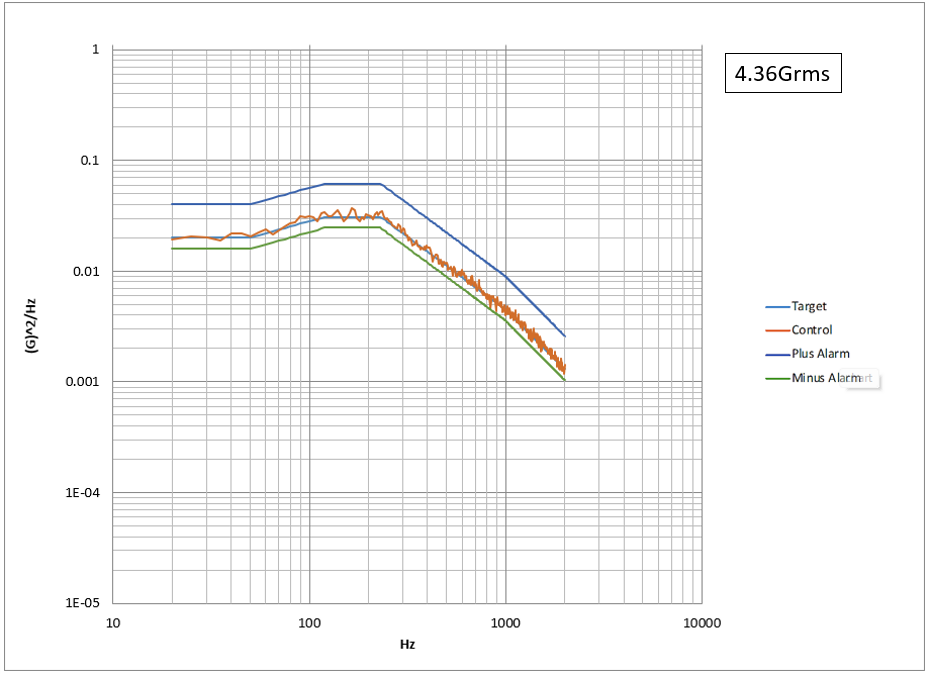 4.36Grms
1
0.1
0.01
0.001
1E-04
1E-05
10 100 1000 10000
(G)^2/Hz
Hz
Target
Control
Plus Alarm
Minus Alarm